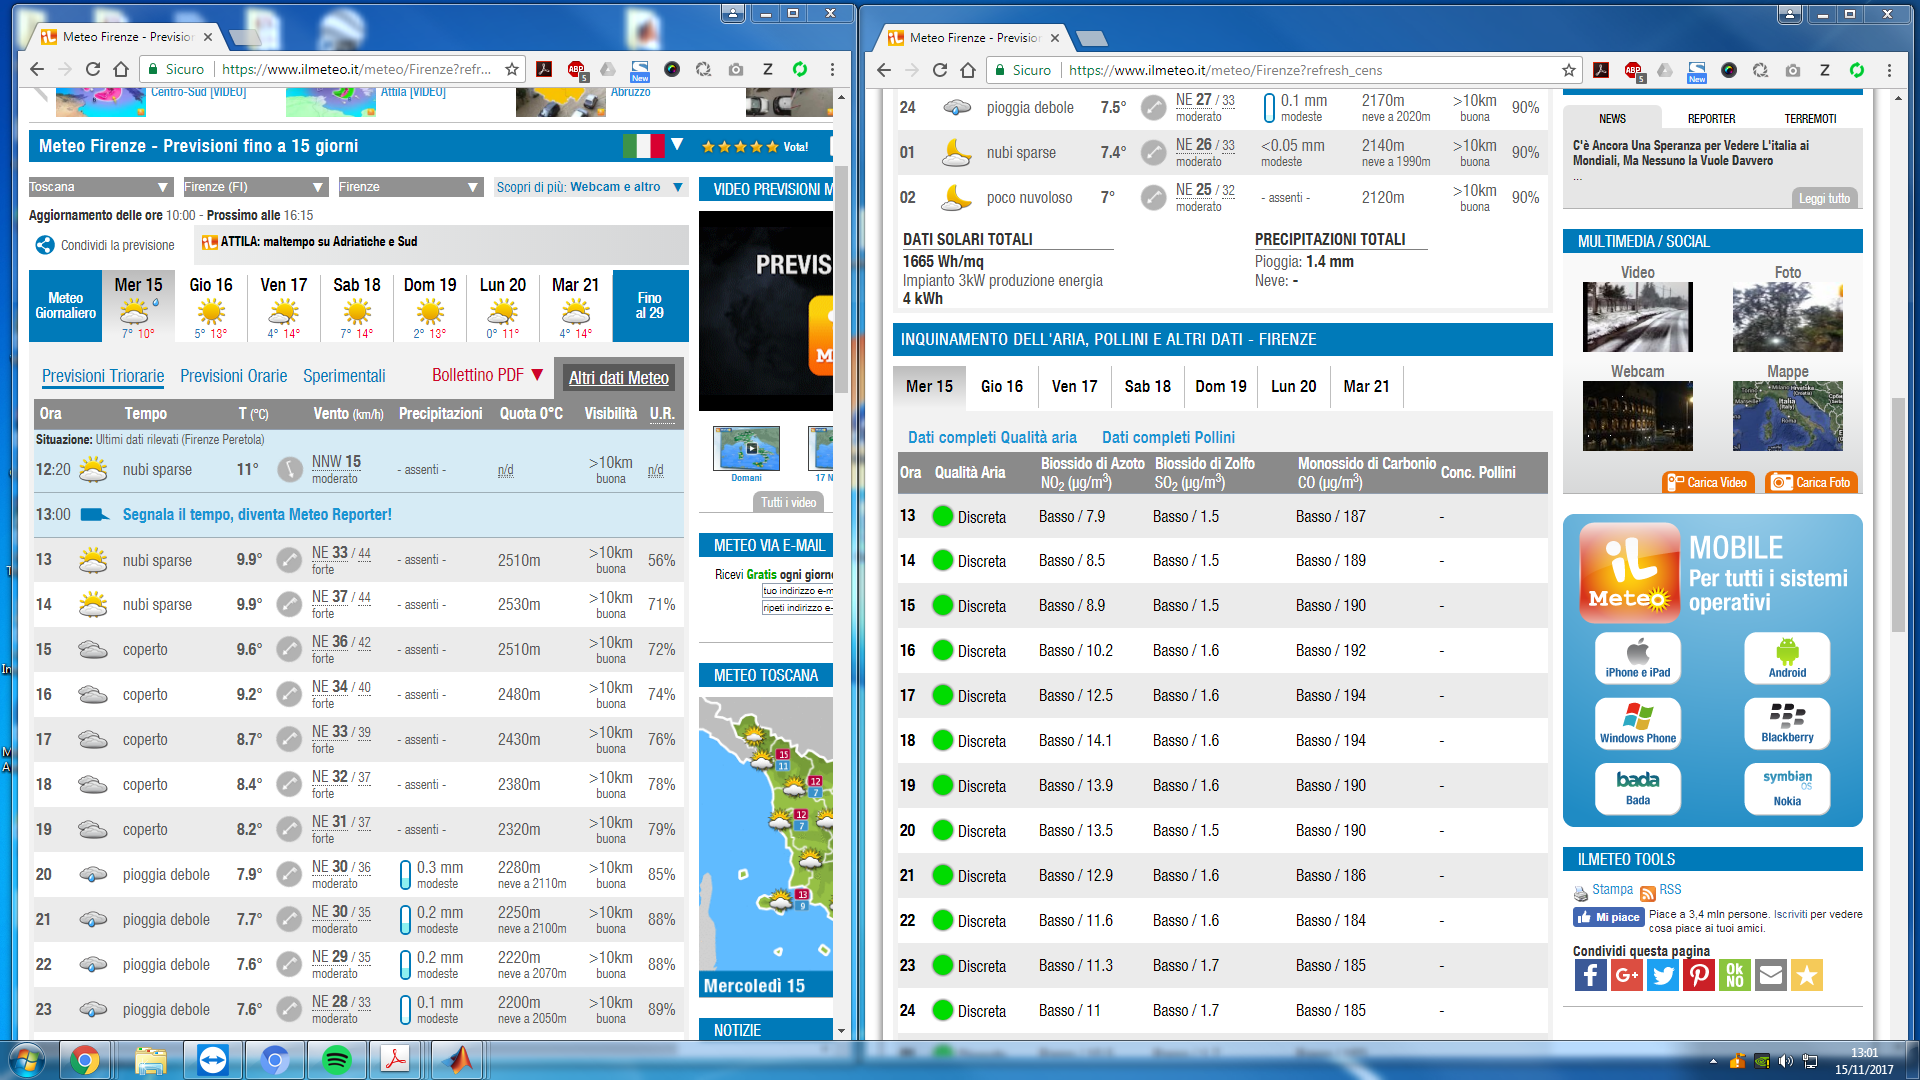 Meteo Firenze - Previsior
Sicuro https://www.ilmeteo.it/meteo/Firenze?refr...
Centro-Sud [VIDEO] Attila [VIDEO] Abruzzo
Meteo Firenze - Previsioni fino a 15 giorni Vota!
Toscana Firenze (FI) Firenze Scopri di più: Webcam e altro
Aggiornamento delle ore 10:00 - Prossimo alle 16:15
Condividi la previsione ATTILA: maltempo su Adriatiche e Sud
Meteo Giornaliero Mer 15 Gio 16 Ven 17 Sab 18 Dom 19 Lun 20 Mar 21 Fino al 29
7° 10° 5° 13° 4° 14° 7° 14° 2° 13° 0° 11° 4° 14°
Previsioni Triorarie Previsioni Orarie Sperimentali Bollettino PDF Altri dati Meteo
Ora Tempo T (°C) Vento (km/h) Precipitazioni Quota 0°C Visibilità U.R.
Situazione: Ultimi dati rilevati (Firenze Peretola)
12:20 nubi sparse 11° NNW 15 moderato - assenti - n/d >10km buona n/d
13:00 Segnala il tempo, diventa Meteo Reporter!
13 nubi sparse 9.9° NE 33 / 44 forte - assenti - 2510m >10km buona 56%
14 nubi sparse 9.9° NE 37 / 44 forte - assenti - 2530m >10km buona 71%
15 coperto 9.6° NE 36 / 42 forte - assenti - 2510m >10km buona 72%
16 coperto 9.2° NE 34 / 40 forte - assenti - 2480m >10km buona 74%
17 coperto 8.7° NE 33 / 39 forte - assenti - 2430m >10km buona 76%
18 coperto 8.4° NE 32 / 37 forte - assenti - 2380m >10km buona 78%
19 coperto 8.2° NE 31 / 37 forte - assenti - 2320m >10km buona 79%
20 pioggia debole 7.9° NE 30 / 36 moderato 0.3 mm modeste 2280m neve a 2110m >10km buona 85%
21 pioggia debole 7.7° NE 30 / 35 moderato 0.2 mm modeste 2250m neve a 2100m >10km buona 88%
22 pioggia debole 7.6° NE 29 / 35 moderato 0.2 mm modeste 2220m neve a 2070m >10km buona 88%
23 pioggia debole 7.6° NE 28 / 33 moderato 0.1 mm modeste 2200m neve a 2050m >10km buona 89%
VIDEO PREVISIONI M
PREVIS
Domani 17 N
Tutti i video
METEO VIA E-MAIL
Ricevi Gratis ogni giorno
tuo indirizzo e-m
ripeti indirizzo e-
METEO TOSCANA
15 11
12 7
12 7
13 9
Mercoledì 15
NOTIZIE
Meteo Firenze - Previsior
Sicuro https://www.ilmeteo.it/meteo/Firenze?refresh_cens
24 pioggia debole 7.5° NE 27 / 33 moderato 0.1 mm modeste 2170m neve a 2020m >10km buona 90%
01 nubi sparse 7.4° NE 26 / 33 moderato <0.05 mm modeste 2140m neve a 1990m >10km buona 90%
02 poco nuvoloso 7° NE 25 / 32 moderato - assenti - 2120m >10km buona 90%
DATI SOLARI TOTALI PRECIPITAZIONI TOTALI
1665 Wh/mq Pioggia: 1.4 mm
Impianto 3kW produzione energia Neve: -
4 kWh
INQUINAMENTO DELL'ARIA, POLLINI E ALTRI DATI - FIRENZE
Mer 15 Gio 16 Ven 17 Sab 18 Dom 19 Lun 20 Mar 21
Dati completi Qualità aria Dati completi Pollini
Ora Qualità Aria Biossido di Azoto NO2 (µg/m3) Biossido di Zolfo SO2 (µg/m3) Monossido di Carbonio CO (µg/m3) Conc. Pollini
13 Discreta Basso / 7.9 Basso / 1.5 Basso / 187 -
14 Discreta Basso / 8.5 Basso / 1.5 Basso / 189 -
15 Discreta Basso / 8.9 Basso / 1.5 Basso / 190 -
16 Discreta Basso / 10.2 Basso / 1.6 Basso / 192 -
17 Discreta Basso / 12.5 Basso / 1.6 Basso / 194 -
18 Discreta Basso / 14.1 Basso / 1.6 Basso / 194 -
19 Discreta Basso / 13.9 Basso / 1.6 Basso / 190 -
20 Discreta Basso / 13.5 Basso / 1.5 Basso / 190 -
21 Discreta Basso / 12.9 Basso / 1.6 Basso / 186 -
22 Discreta Basso / 11.6 Basso / 1.6 Basso / 184 -
23 Discreta Basso / 11.3 Basso / 1.7 Basso / 185 -
24 Discreta Basso / 11 Basso / 1.7 Basso / 185 -
NEWS REPORTER TERREMOTI
C'è Ancora Una Speranza per Vedere L'italia ai
Mondiali, Ma Nessuno la Vuole Davvero
...
Leggi tutto
MULTIMEDIA / SOCIAL
Video Foto
Webcam Mappe
Carica Video Carica Foto
iL Meteo
MOBILE
Per tutti i sistemi
operativi
iPhone e iPad Android
Windows Phone Blackberry
bada Bada symbian OS Nokia
ILMETEO TOOLS
Stampa RSS
Mi piace Piace a 3,4 mln persone. Iscriviti per vedere
cosa piace ai tuoi amici.
Condividi questa pagina
OK NO
13:01
15/11/2017